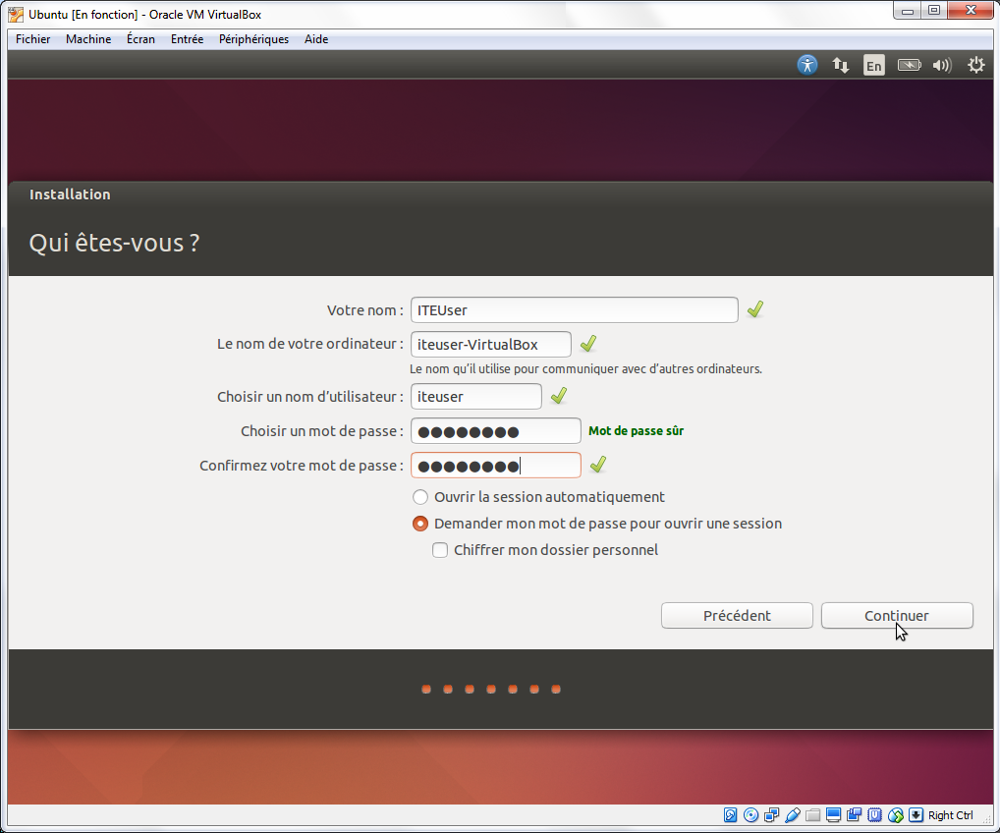 Ubuntu [En fonction] - Oracle VM VirtualBox
Fichier Machine Écran Entrée Périphériques Aide
En
Installation
Qui êtes-vous ?
Votre nom : ITEUser
Le nom de votre ordinateur : iteuser-VirtualBox
Le nom qu’il utilise pour communiquer avec d’autres ordinateurs.
Choisir un nom d’utilisateur : iteuser
Choisir un mot de passe : ●●●●●●●● Mot de passe sûr
Confirmez votre mot de passe : ●●●●●●●●
Ouvrir la session automatiquement
Demander mon mot de passe pour ouvrir une session
Chiffrer mon dossier personnel
Précédent Continuer
Right Ctrl